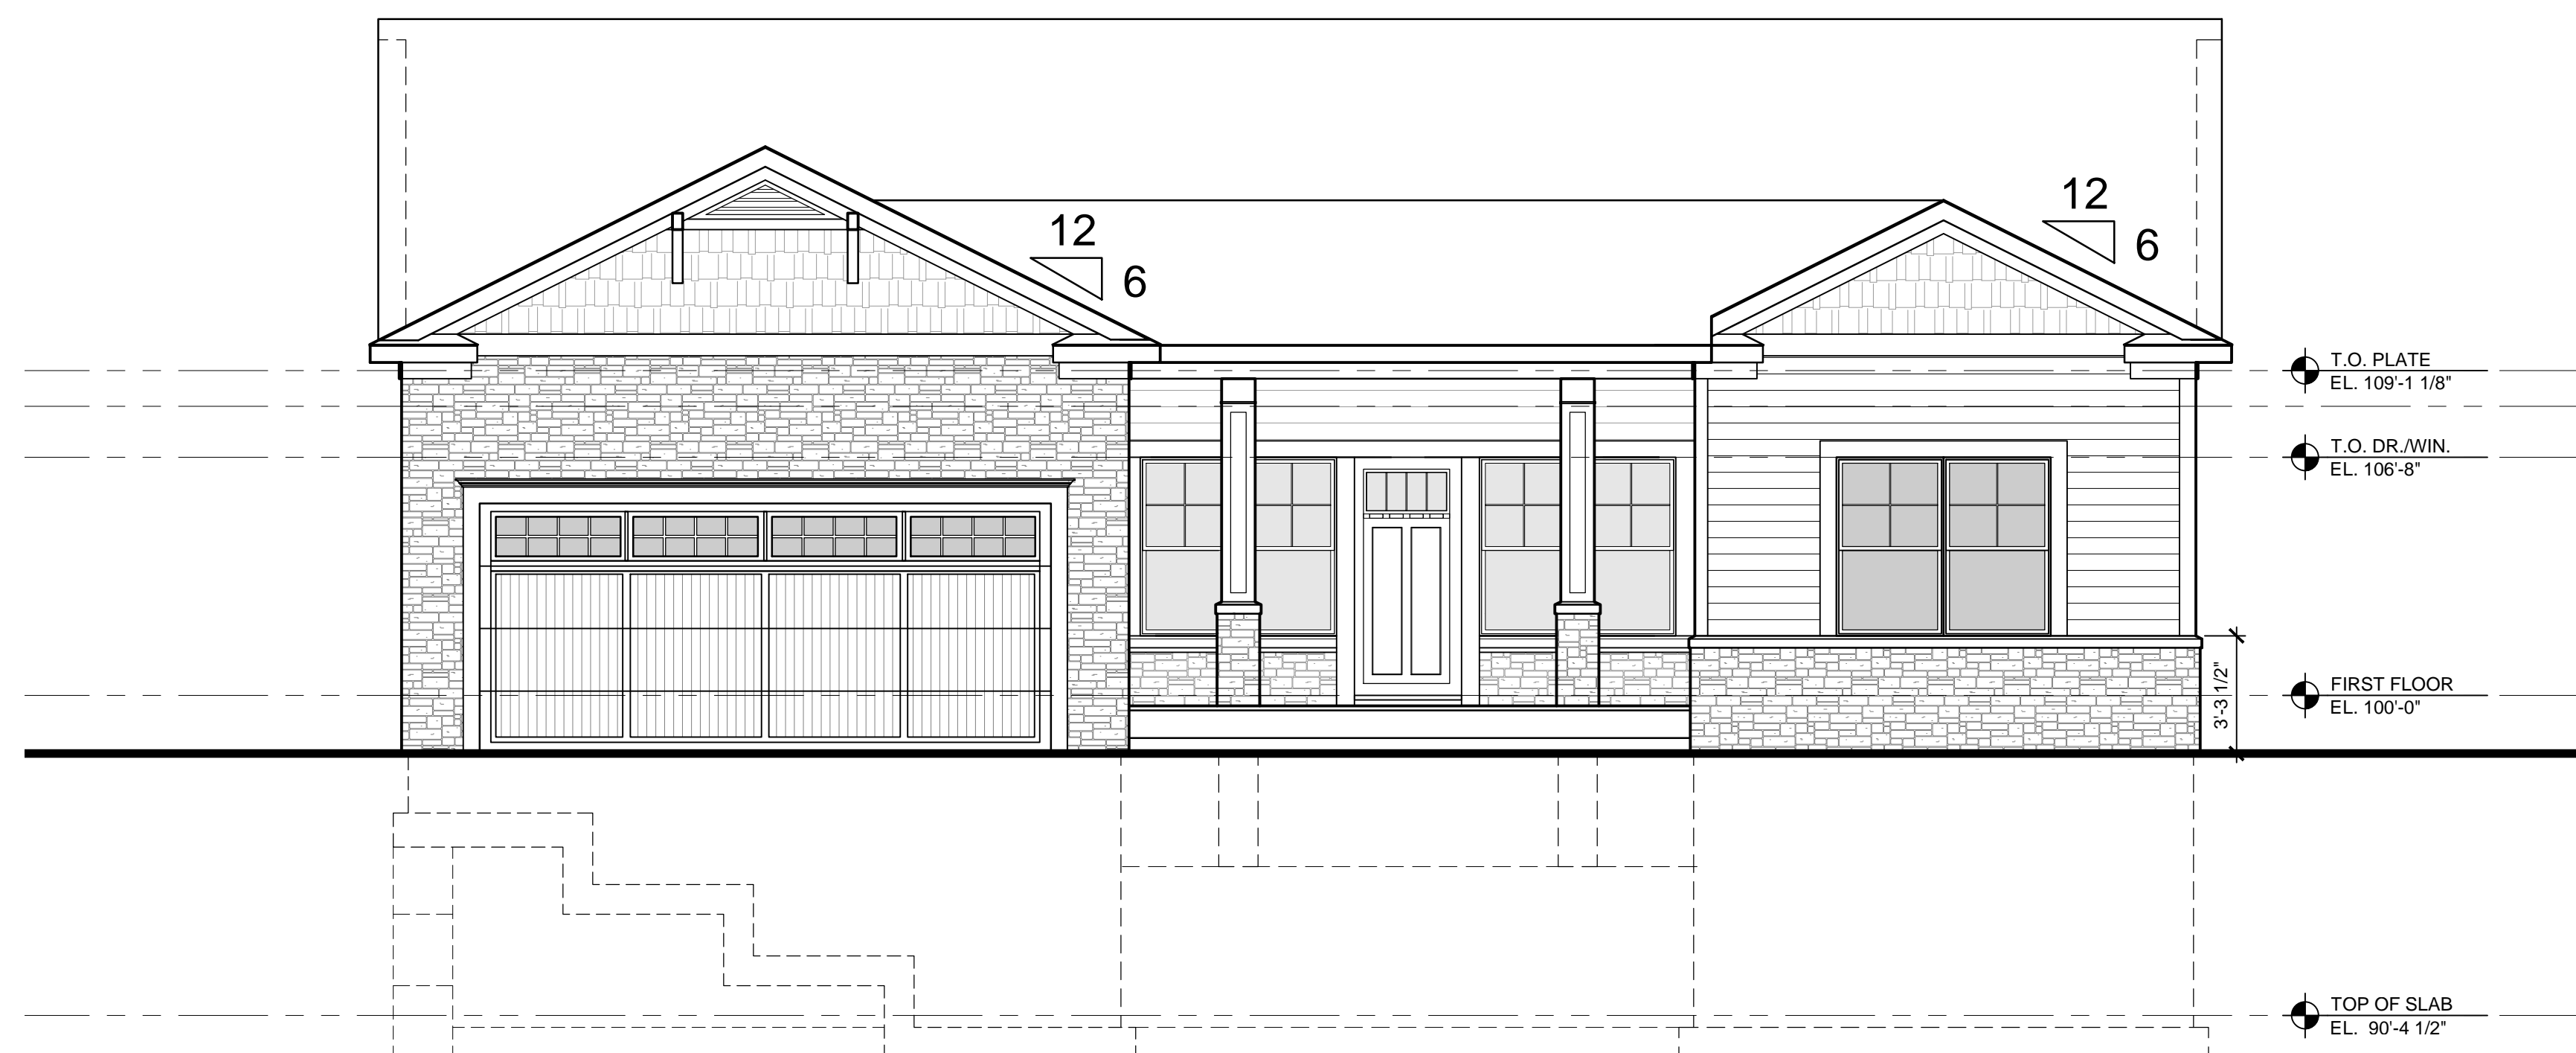 12
6
12
6
T.O. PLATE
EL. 109'-1 1/8"
T.O. DR./WIN.
EL. 106'-8"
3'-3 1/2"
FIRST FLOOR
EL. 100'-0"
TOP OF SLAB
EL. 90'-4 1/2"